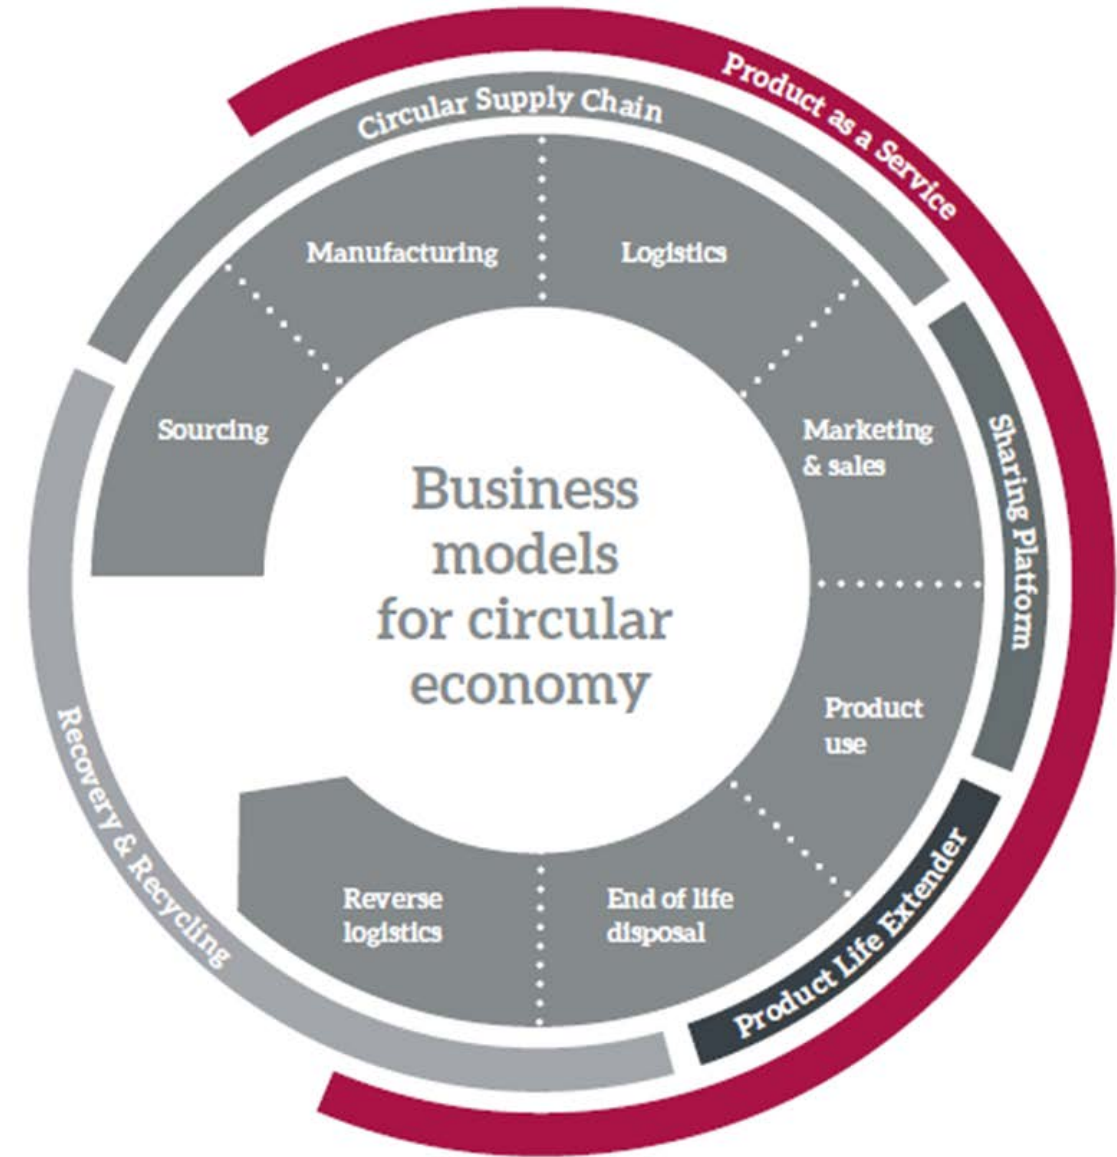 Product as a Service
Circular Supply Chain
Manufacturing
Logistics
Sourcing
Marketing
& sales
Sharing Platform
Business
models
for circular
economy
Product
use
Recovery & Recycling
Product Life Extender
Reverse
logistics
End of life
disposal